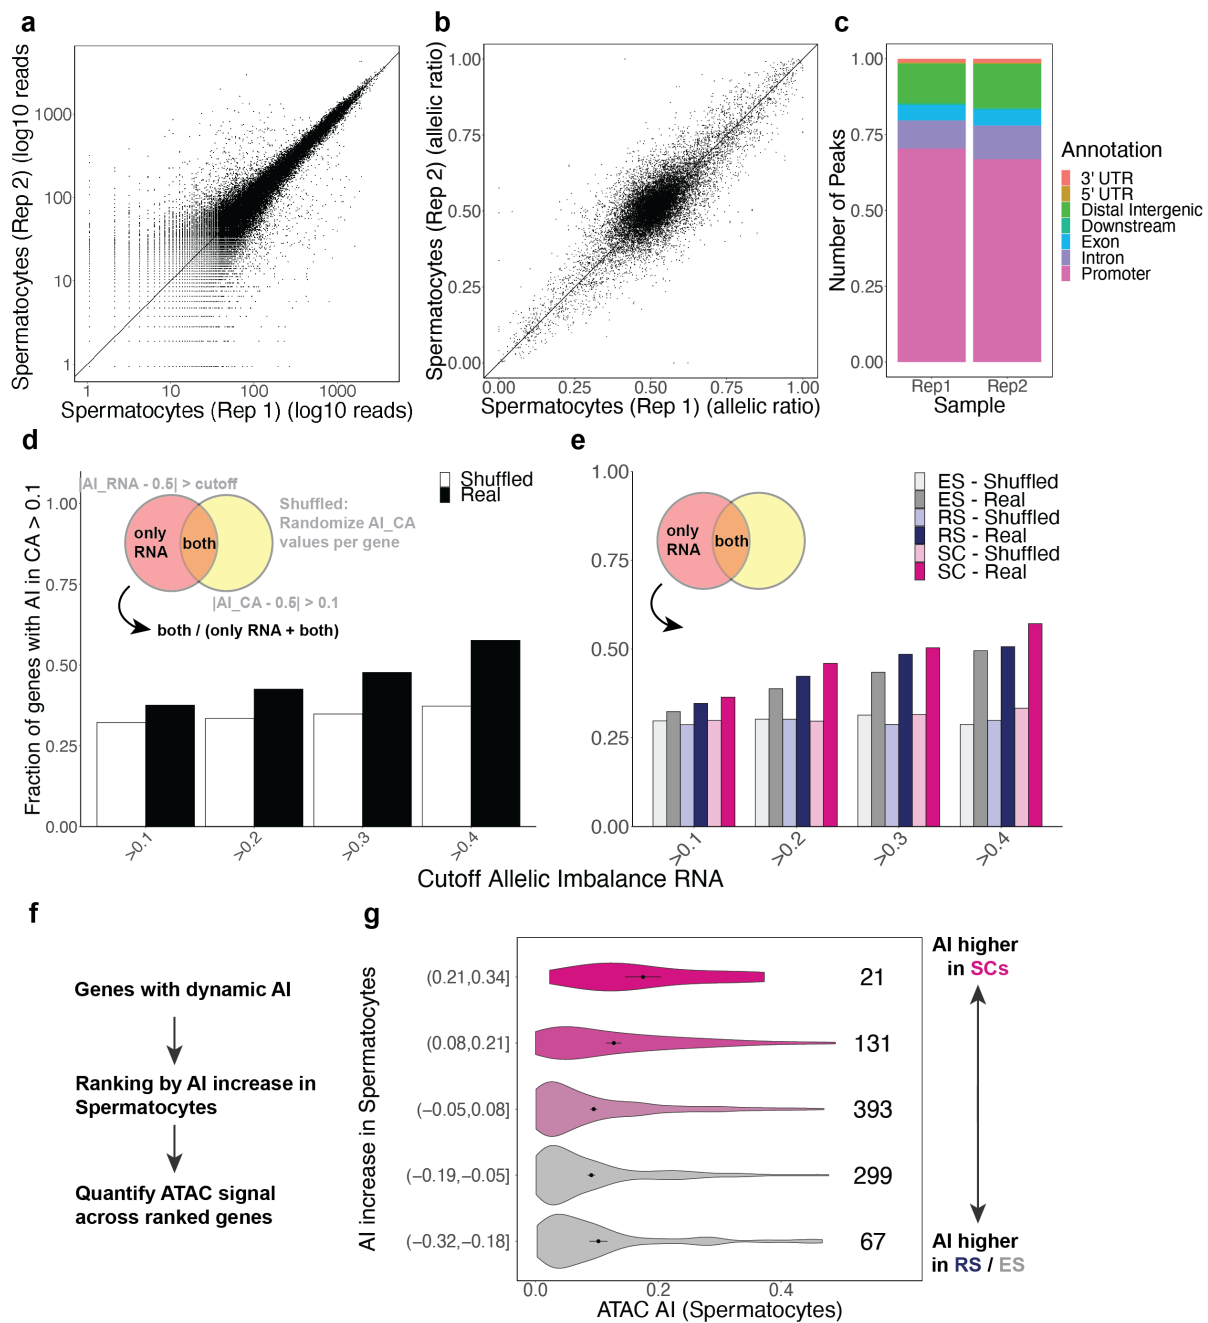 a
Spermatocytes (Rep 2) (log10 reads)
1000
100
10
1
1 10 100 1000
Spermatocytes (Rep 1) (log10 reads)
b
Spermatocytes (Rep 2) (allelic ratio)
1.00
0.75
0.50
0.25
0.00
0.00 0.25 0.50 0.75 1.00
Spermatocytes (Rep 1) (allelic ratio)
c
Number of Peaks
1.00
0.75
0.50
0.25
0.00
Rep1 Rep2
Sample
Annotation
3' UTR
5' UTR
Distal Intergenic
Downstream
Exon
Intron
Promoter
d
Fraction of genes with AI in CA > 0.1
1.00
0.75
0.50
0.25
0.00
|AI_RNA - 0.5| > cutoff
only
RNA
both
Shuffled:
Randomize AI_CA
values per gene
|AI_CA - 0.5| > 0.1
both / (only RNA + both)
Shuffled
Real
>0.1 >0.2 >0.3 >0.4
e
1.00
0.75
0.50
0.25
0.00
only
RNA
both
ES - Shuffled
ES - Real
RS - Shuffled
RS - Real
SC - Shuffled
SC - Real
>0.1 >0.2 >0.3 >0.4
Cutoff Allelic Imbalance RNA
f
Genes with dynamic AI
Ranking by AI increase in
Spermatocytes
Quantify ATAC signal
across ranked genes
g
AI increase in Spermatocytes
(0.21,0.34] 21
(0.08,0.21] 131
(−0.05,0.08] 393
(−0.19,−0.05] 299
(−0.32,−0.18] 67
0.0 0.2 0.4
ATAC AI (Spermatocytes)
AI higher
in SCs
AI higher
in RS / ES